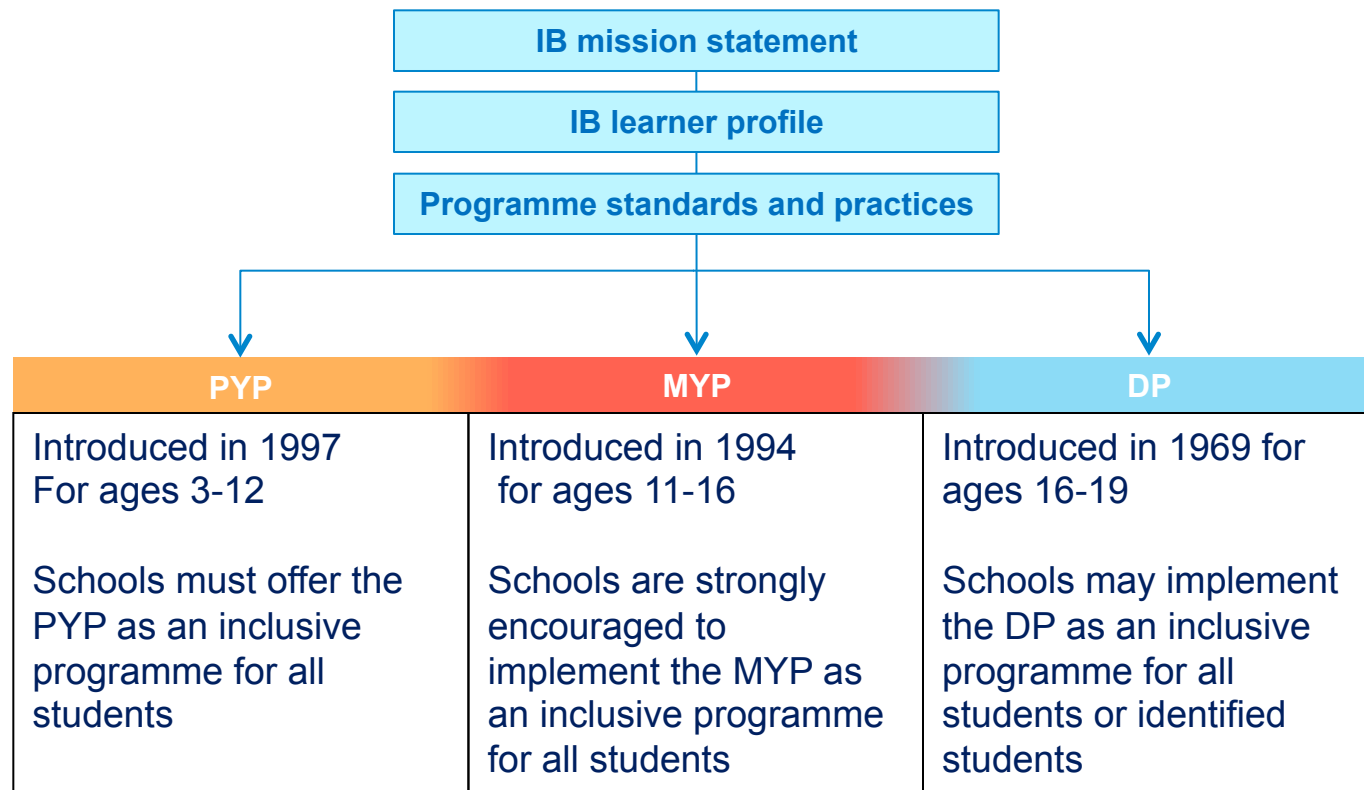 IB mission statement
IB learner profile
Programme standards and practices
PYP
MYP
DP
Introduced in 1997
For ages 3-12
Schools must offer the
PYP as an inclusive
programme for all
students
Introduced in 1994
for ages 11-16
Schools are strongly
encouraged to
implement the MYP as
an inclusive programme
for all students
Introduced in 1969 for
ages 16-19
Schools may implement
the DP as an inclusive
programme for all
students or identified
students